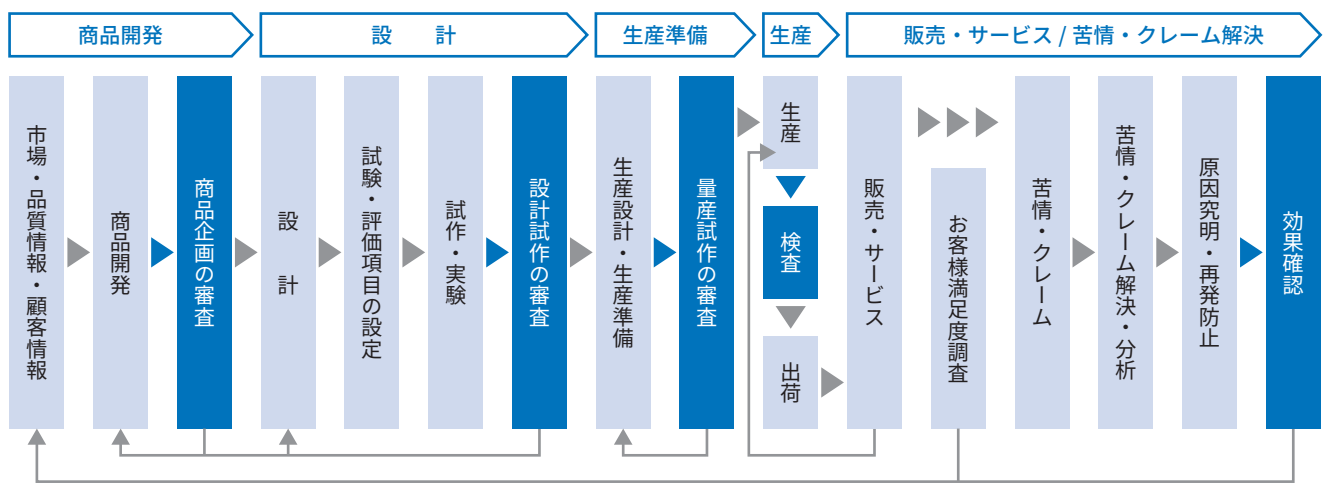 商品開発
設　計
生産準備
生産
販売・サービス / 苦情・クレーム解決
市場・品質情報・顧客情報
商品開発
商品企画の審査
設　計
試験・評価項目の設定
試作・実験
設計試作の審査
生産設計・生産準備
量産試作の審査
生産
検査
出荷
販売・サービス
お客様満足度調査
苦情・クレーム
苦情・クレーム解決・分析
原因究明・再発防止
効果確認